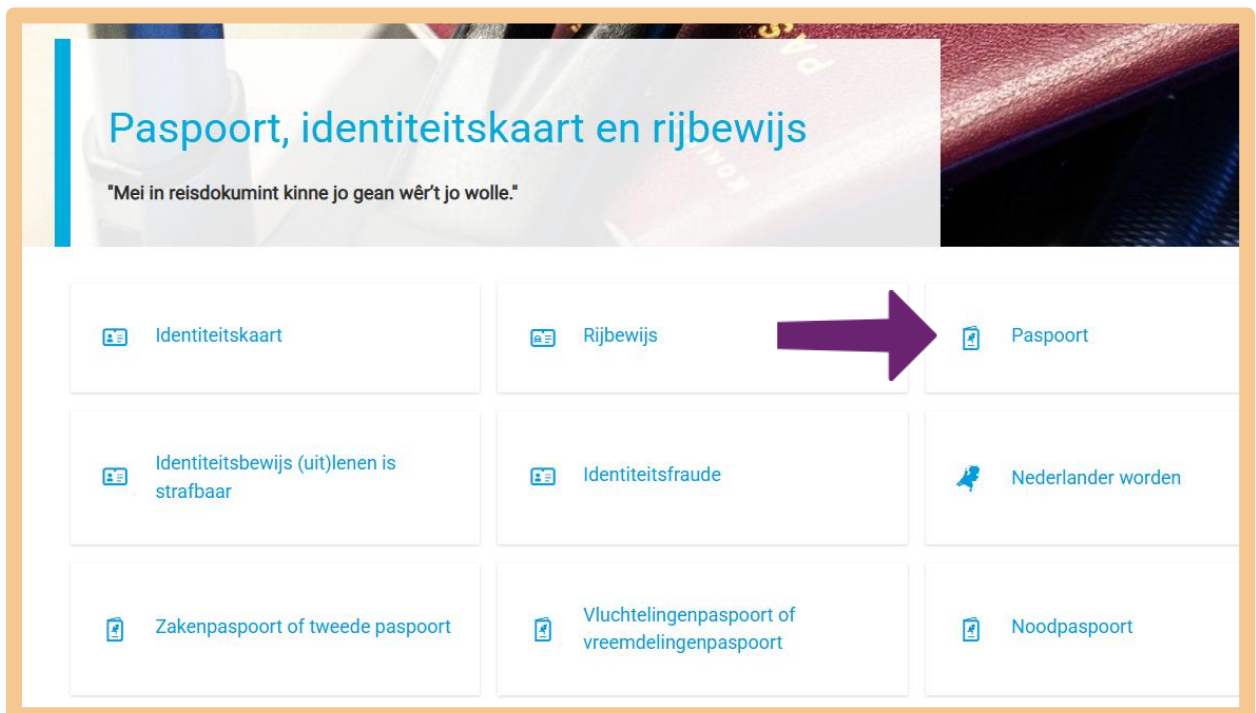 Paspoort, identiteitskaart en rijbewijs
"Mei in reisdokumint kinne jo gean wêr't jo wolle."
Identiteitskaart
Rijbewijs
Paspoort
Identiteitsbewijs (uit)lenen is
strafbaar
Identiteitsfraude
Nederlander worden
Zakenpaspoort of tweede paspoort
Vluchtelingenpaspoort of
vreemdelingenpaspoort
Noodpaspoort